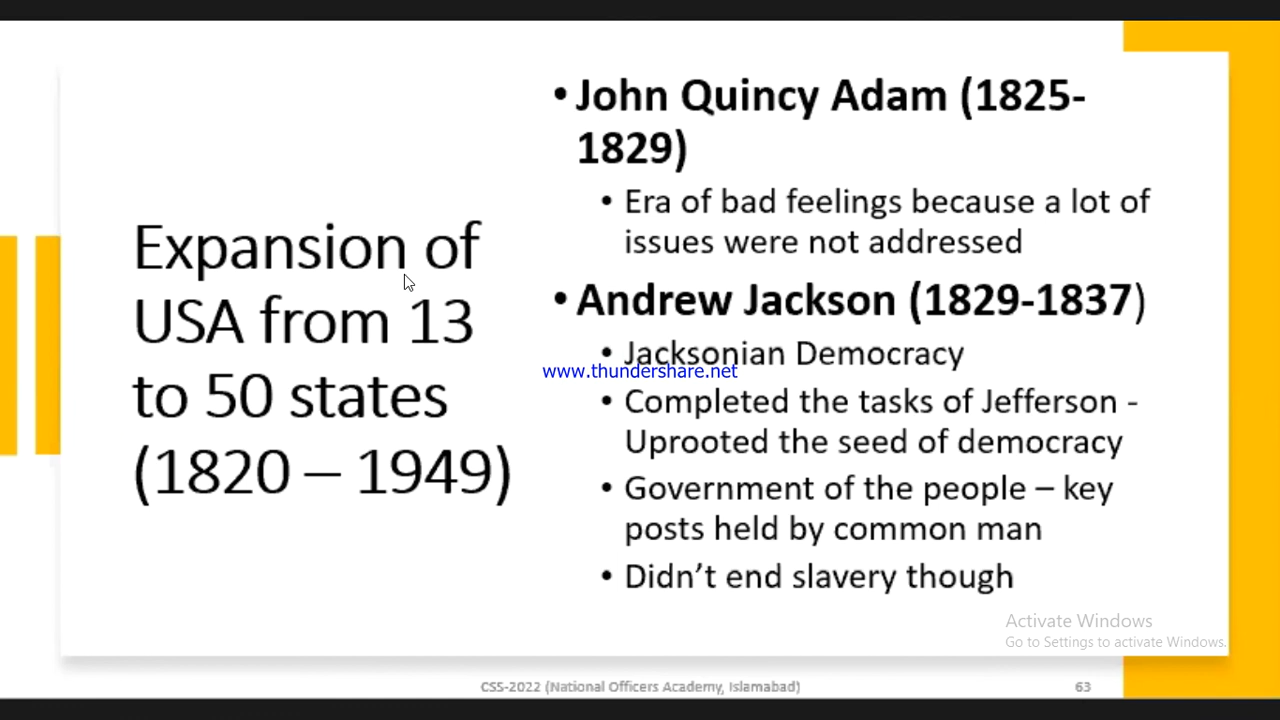 Expansion of
USA from 13
to 50 states
(1820 – 1949)
• John Quincy Adam (1825-
1829)
• Era of bad feelings because a lot of
issues were not addressed
• Andrew Jackson (1829-1837)
• Jacksonian Democracy
www.thundershare.net
• Completed the tasks of Jefferson -
Uprooted the seed of democracy
• Government of the people – key
posts held by common man
• Didn’t end slavery though
Activate Windows
Go to Settings to activate Windows.
CSS-2022 (National Officers Academy, Islamabad)
63